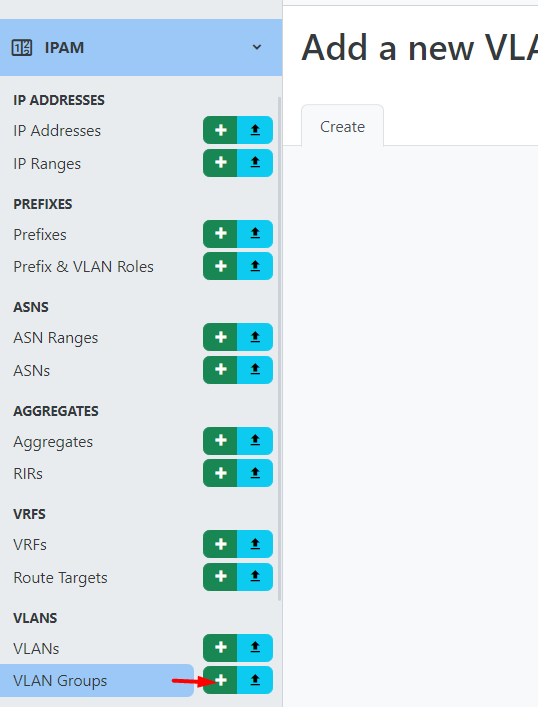 IPAM
Add a new VLA
Create
IP ADDRESSES
IP Addresses
IP Ranges
PREFIXES
Prefixes
Prefix & VLAN Roles
ASNS
ASN Ranges
ASNs
AGGREGATES
Aggregates
RIRs
VRFS
VRFs
Route Targets
VLANS
VLANs
VLAN Groups